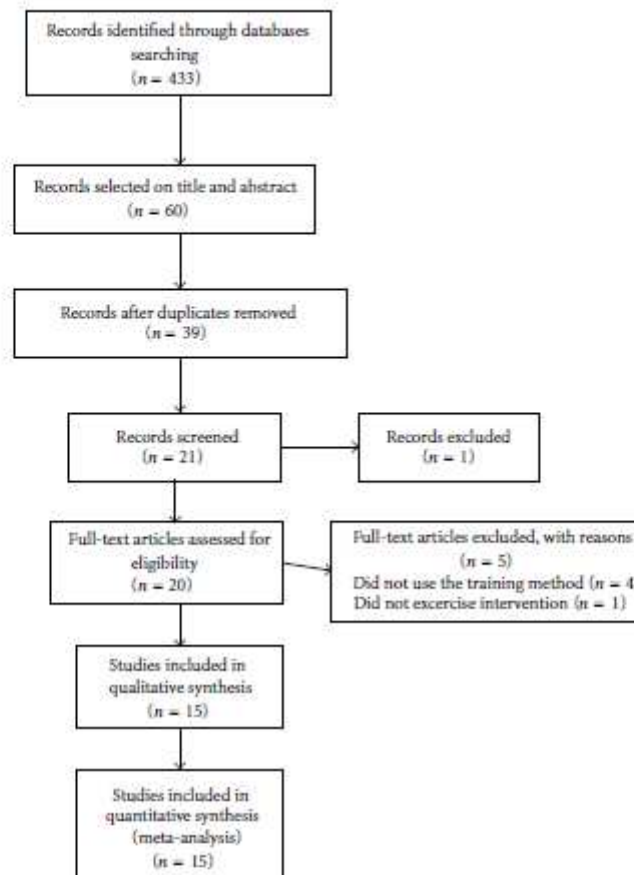 Records identified through databases
searching
(n = 433)
Records selected on title and abstract
(n = 60)
Records after duplicates removed
(n = 39)
Records screened
(n = 21)
Records excluded
(n = 1)
Full-text articles assessed for
eligibility
(n = 20)
Full-text articles excluded, with reasons
(n = 5)
Did not use the training method (n = 4
Did not excercise intervention (n = 1)
Studies included in
qualitative synthesis
(n = 15)
Studies included in
quantitative synthesis
(meta-analysis)
(n = 15)